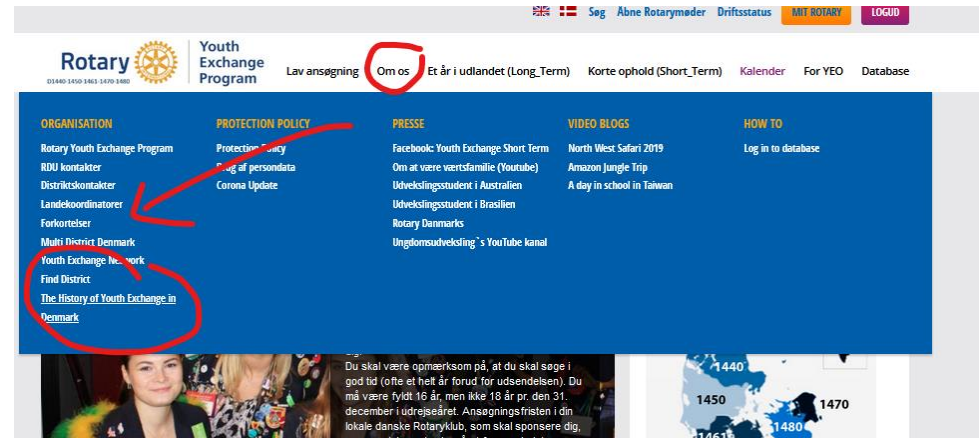 Søg Åbne Rotarymøder Driftsstatus MIT ROTARY LOGUD
Rotary
D1440-1450-1461-1470-1480
Youth
Exchange
Program
Lav ansøgning Om os Et år i udlandet (Long_Term) Korte ophold (Short_Term) Kalender For YEO Database
ORGANISATION
Rotary Youth Exchange Program
RDU kontakter
Distriktskontakter
Landekoordinatorer
Forkortelser
Multi District Denmark
Youth Exchange Network
Find District
The History of Youth Exchange in
Denmark
PROTECTION POLICY
Protection Policy
Brug af persondata
Corona Update
PRESSE
Facebook: Youth Exchange Short Term
Om at være værtsfamilie (Youtube)
Udvekslingsstudent i Australien
Udvekslingsstudent i Brasilien
Rotary Danmarks
Ungdomsudveksling`s YouTube kanal
VIDEO BLOGS
North West Safari 2019
Amazon Jungle Trip
A day in school in Taiwan
HOW TO
Log in to database
dig.
Du skal være opmærksom på, at du skal søge i
god tid (ofte et helt år forud for udsendelsen). Du
må være fyldt 16 år, men ikke 18 år pr. den 31.
december i udrejseåret. Ansøgningsfristen i din
lokale danske Rotaryklub, som skal sponsere dig,
1440
1450
1470
1480
1461